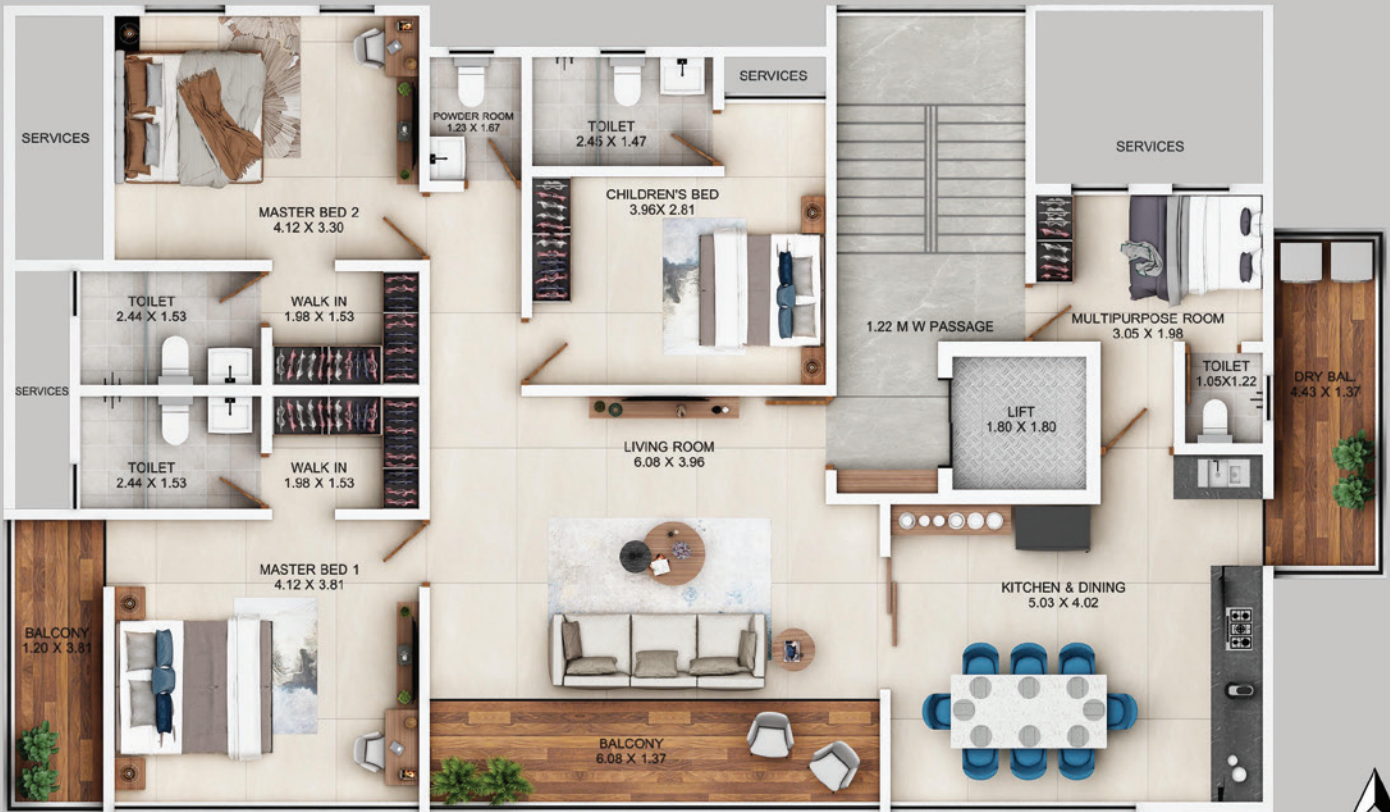 SERVICES
MASTER BED 2
4.12 X 3.30
POWDER ROOM
1.23 X 1.67
TOILET
2.45 X 1.47
SERVICES
CHILDREN'S BED
3.96X 2.81
SERVICES
TOILET
2.44 X 1.53
WALK IN
1.98 X 1.53
1.22 M W PASSAGE
MULTIPURPOSE ROOM
3.05 X 1.98
TOILET
1.05X1.22
DRY BAL.
4.43 X 1.37
SERVICES
LIFT
1.80 X 1.80
LIVING ROOM
6.08 X 3.96
TOILET
2.44 X 1.53
WALK IN
1.98 X 1.53
MASTER BED 1
4.12 X 3.81
KITCHEN & DINING
5.03 X 4.02
BALCONY
1.20 X 3.81
BALCONY
6.08 X 1.37